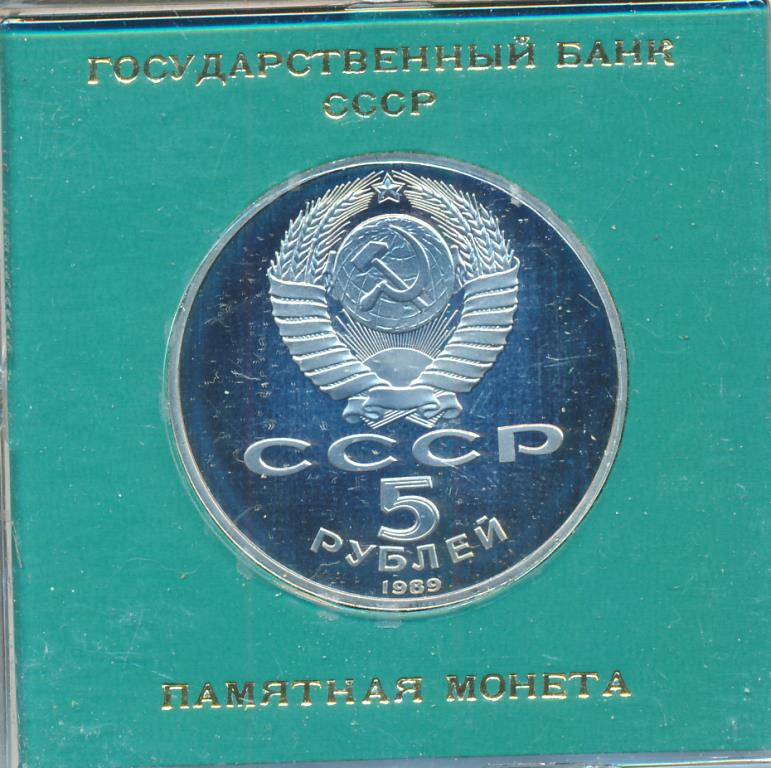 ГОСУДАРСТВЕННЫЙ БАНК
СССР
СССР
5
РУБЛЕЙ
1989
ПАМЯТНАЯ МОНЕТА